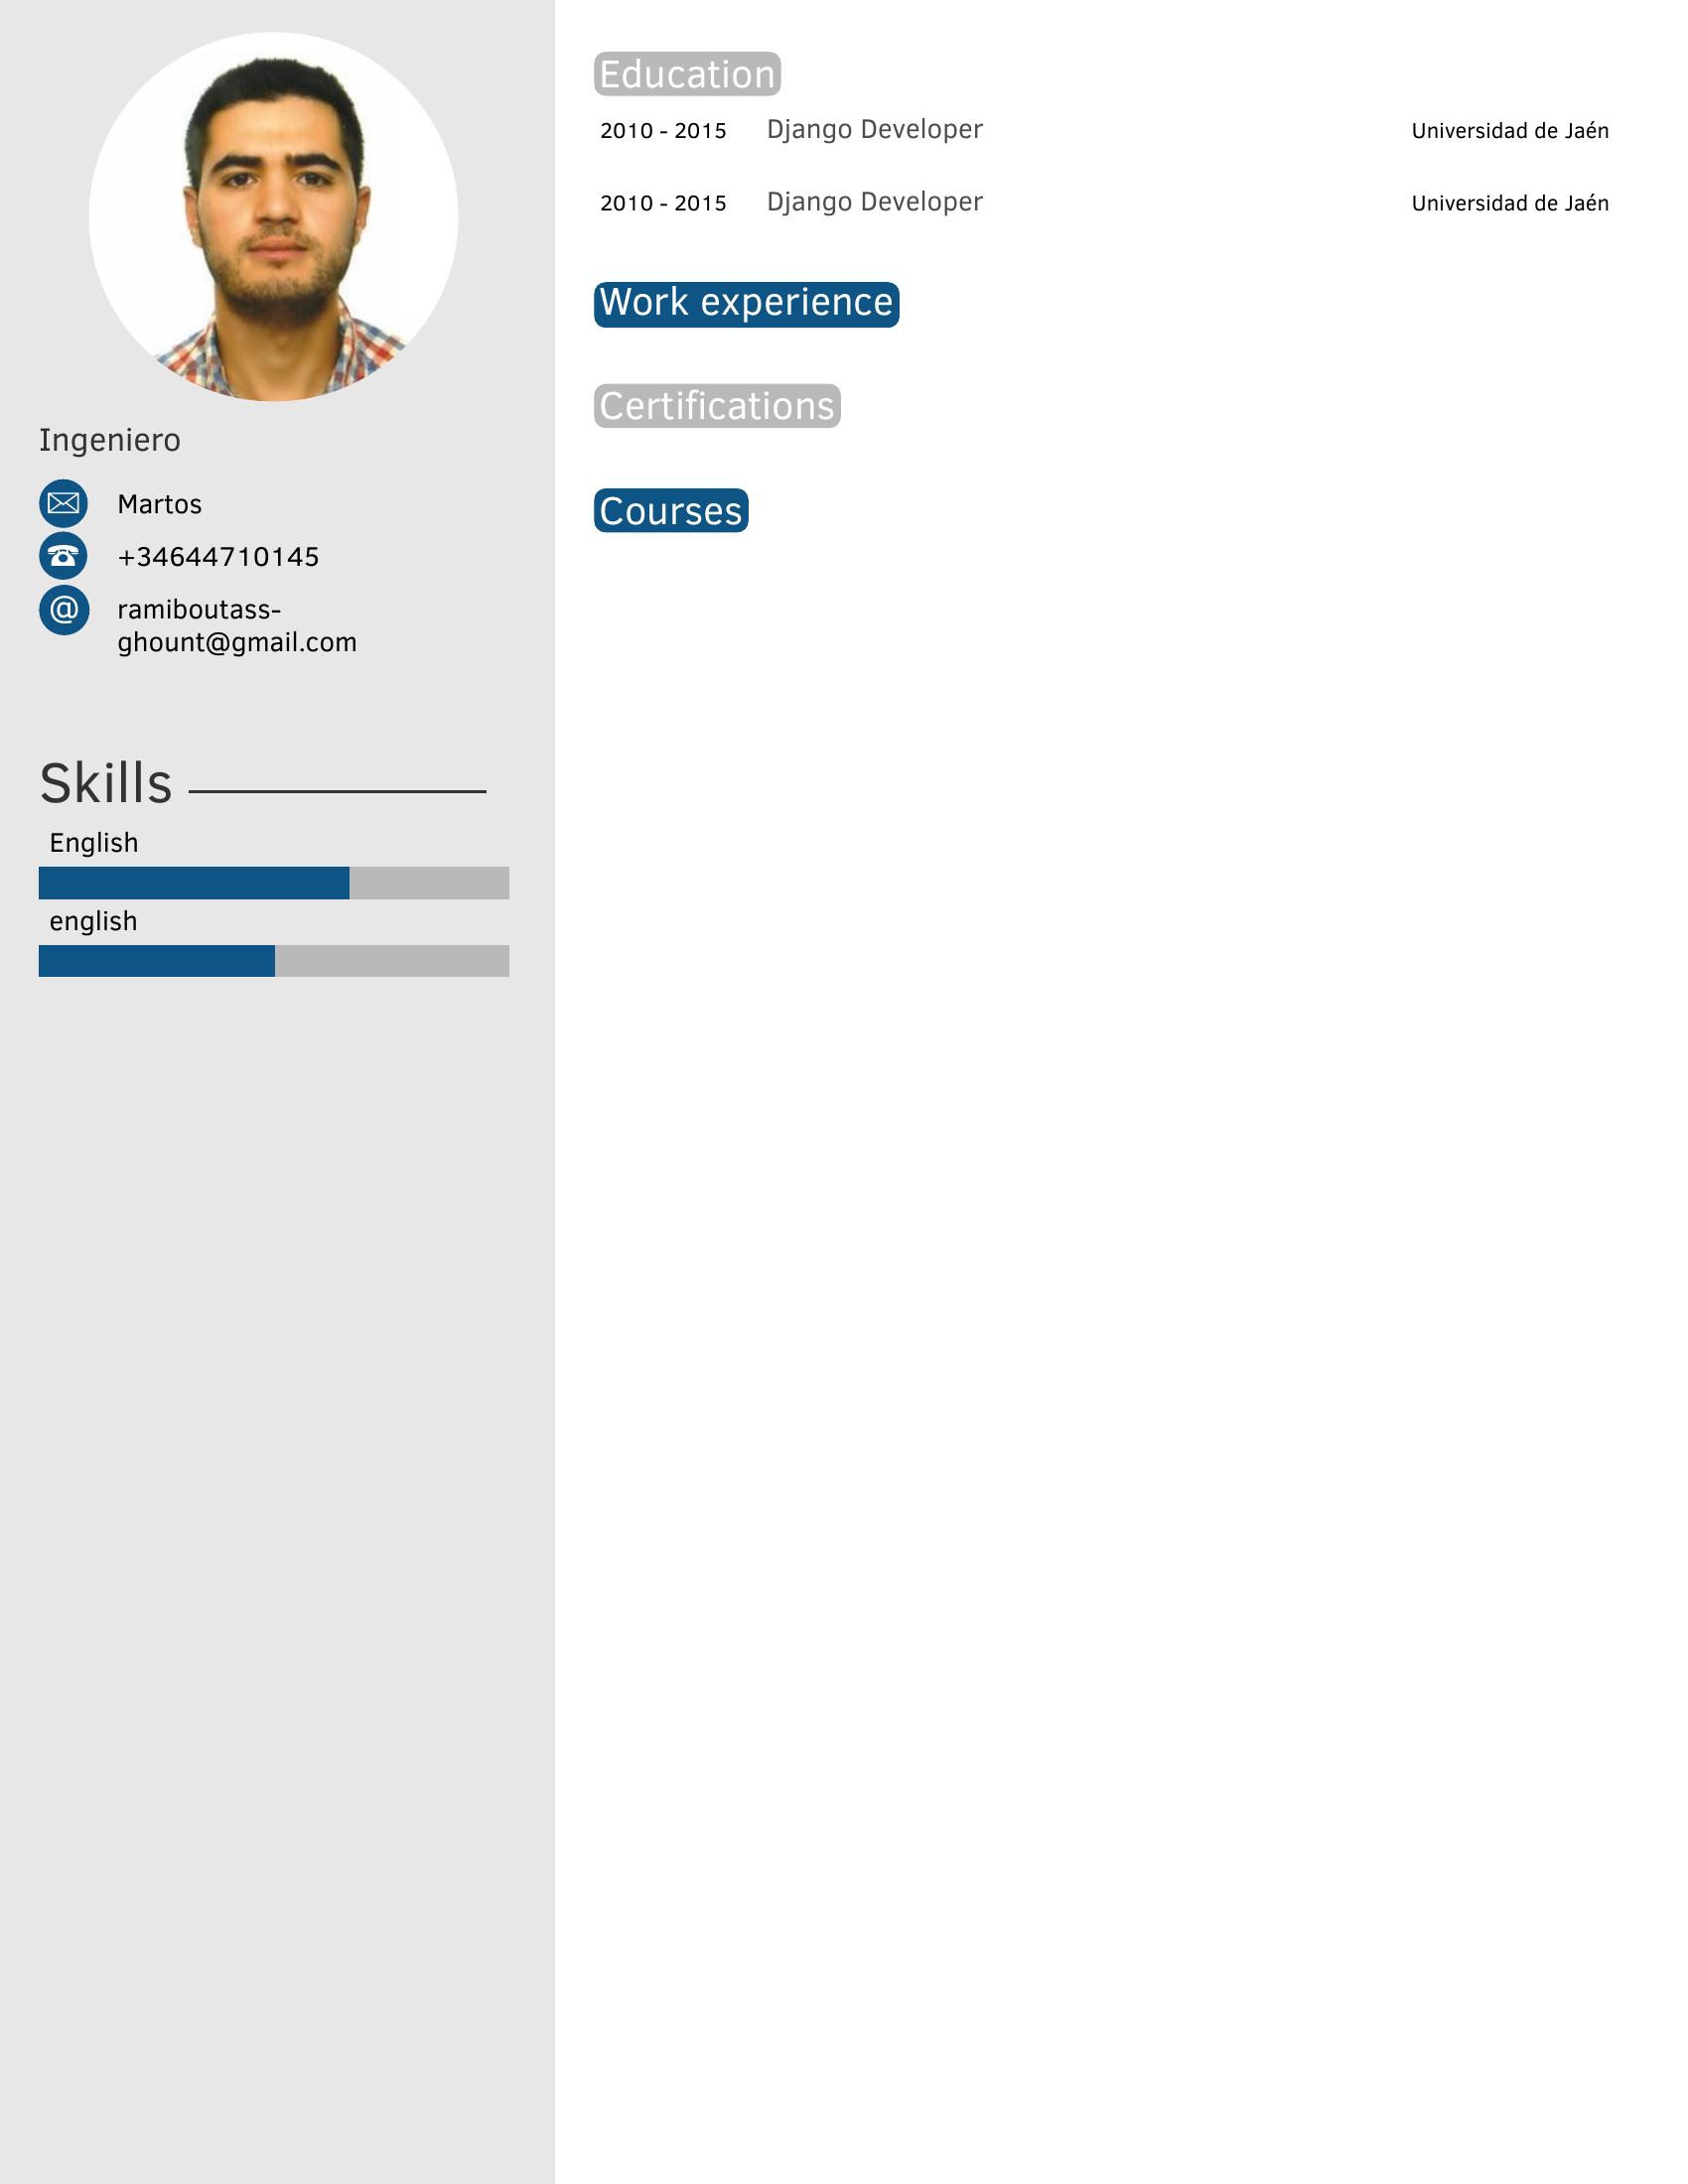 Ingeniero
Martos
+34644710145
@
ramiboutass-
ghount@gmail.com
Skills
English
english
Education
2010 - 2015 Django Developer Universidad de Jaén
2010 - 2015 Django Developer Universidad de Jaén
Work experience
Certifications
Courses